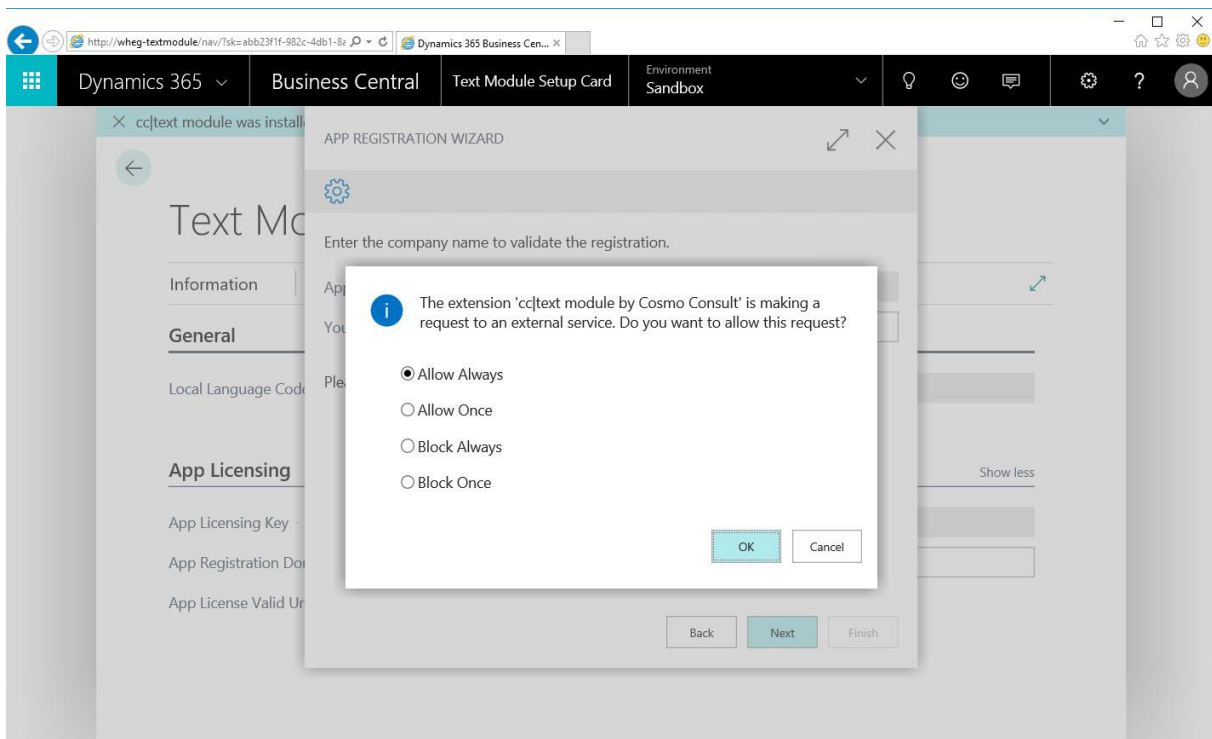 http://wheg-textmodule/nav/?sk=abb23f1f-982c-4db1-8
Dynamics 365 Business Cen...
Dynamics 365
Business Central
Text Module Setup Card
Environment
Sandbox
cc|text module was install
APP REGISTRATION WIZARD
Text Mo
Enter the company name to validate the registration.
Information
App
You
Plea
General
Local Language Code
The extension 'cc|text module by Cosmo Consult' is making a
request to an external service. Do you want to allow this request?
Allow Always
Allow Once
Block Always
Block Once
OK
Cancel
App Licensing
Show less
App Licensing Key
App Registration Do
App License Valid Un
Back
Next
Finish